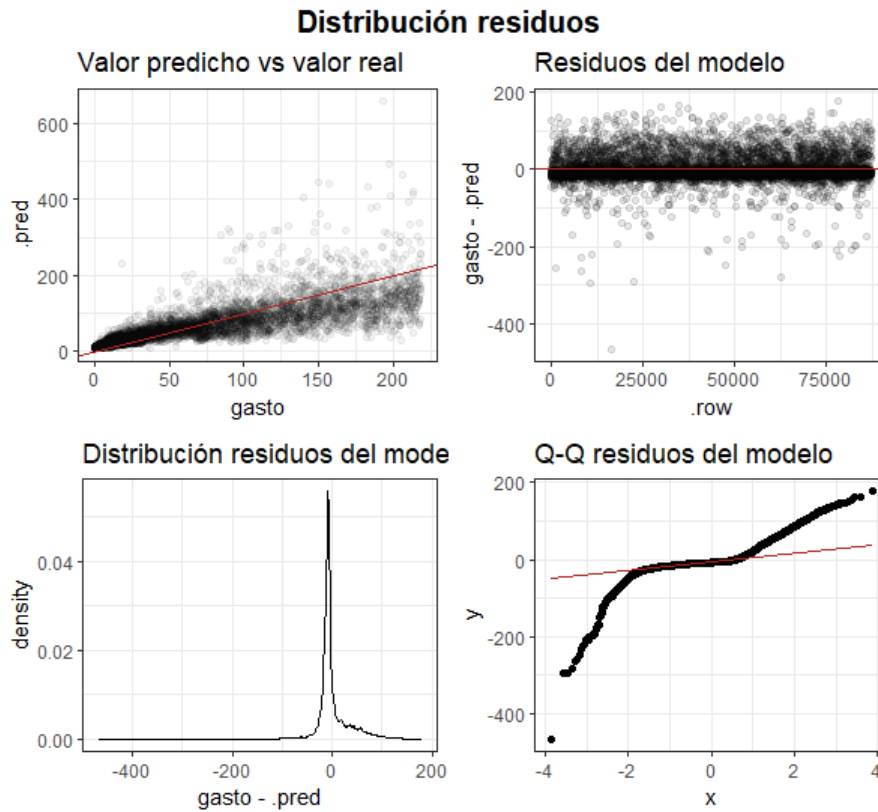 Distribución residuos
Valor predicho vs valor real
600
400
200
0
.pred
0
50
100
150
200
gasto
Residuos del modelo
200
0
-200
-400
gasto - .pred
0
25000
50000
75000
.row
Distribución residuos del mode
0.04
0.02
0.00
density
-400
-200
0
200
gasto - .pred
Q-Q residuos del modelo
200
0
-200
-400
y
-4
-2
0
2
4
x